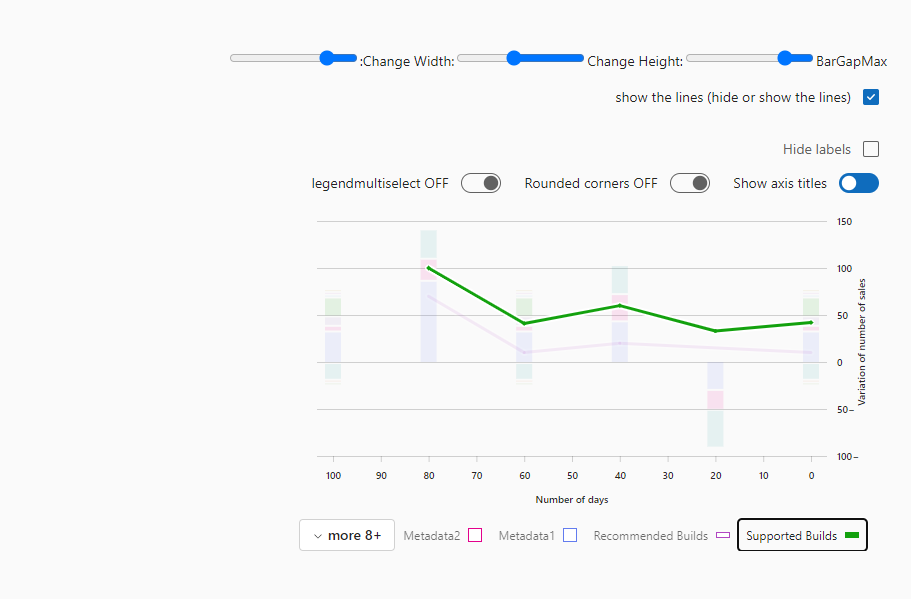 :Change Width: Change Height: BarGapMax
show the lines (hide or show the lines)
Hide labels
legendmultiselect OFF Rounded corners OFF Show axis titles
150
100
50
0
50–
100–
Variation of number of sales
100 90 80 70 60 50 40 30 20 10 0
Number of days
more 8+ Metadata2 Metadata1 Recommended Builds Supported Builds